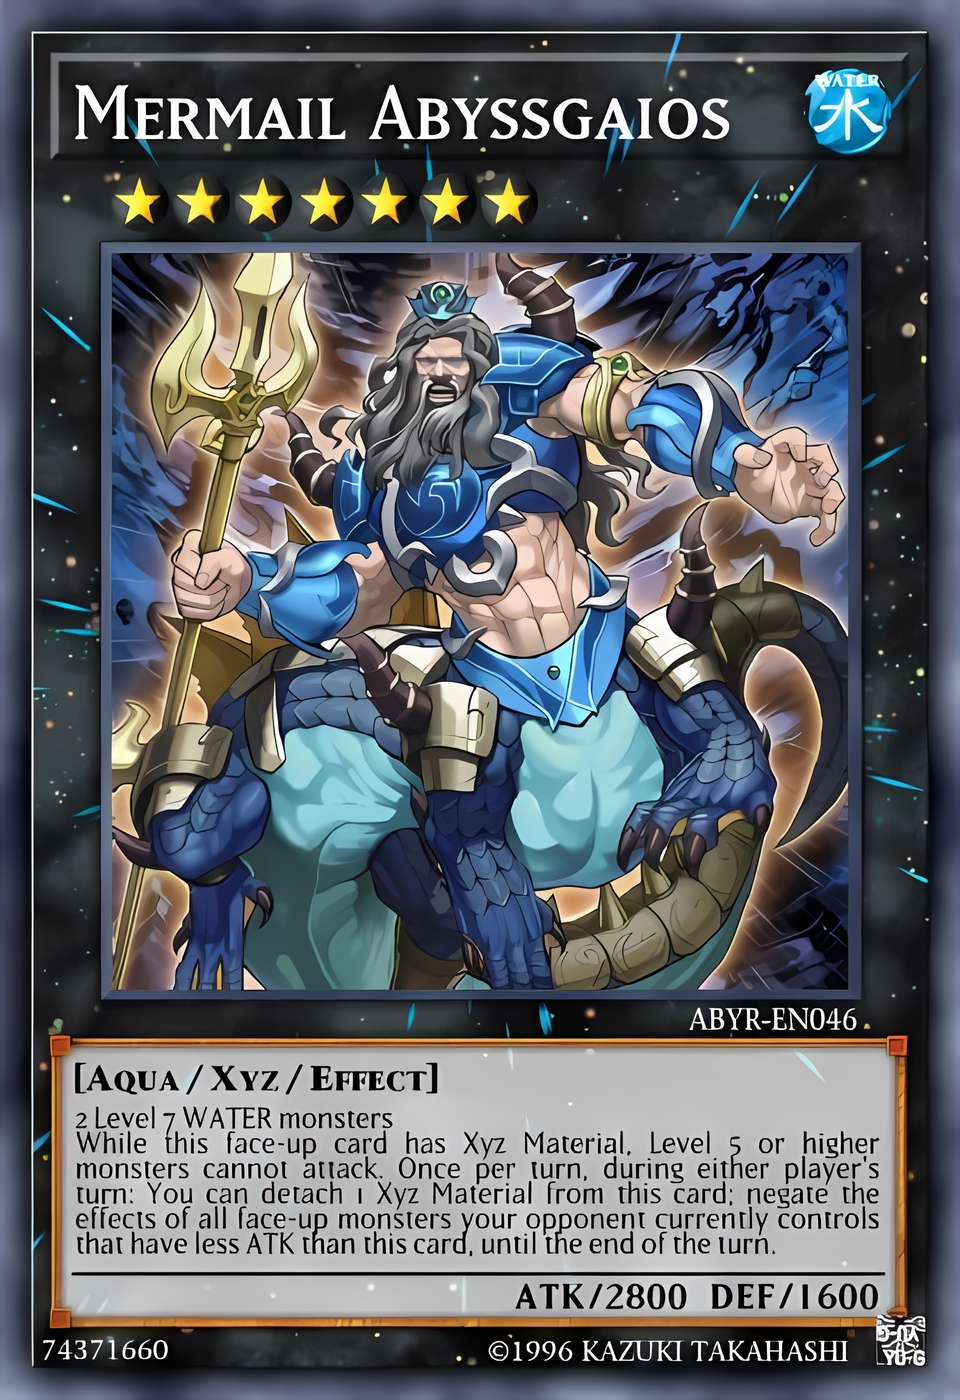 MERMAIL ABYSSGAIOS
WATER
水
ABYR-EN046
[AQUA / XYZ / EFFECT]
2 Level 7 WATER monsters
While this face-up card has Xyz Material, Level 5 or higher
monsters cannot attack. Once per turn, during either player's
turn: You can detach 1 Xyz Material from this card; negate the
effects of all face-up monsters your opponent currently controls
that have less ATK than this card, until the end of the turn.
ATK/2800 DEF/1600
74371660
©1996 KAZUKI TAKAHASHI